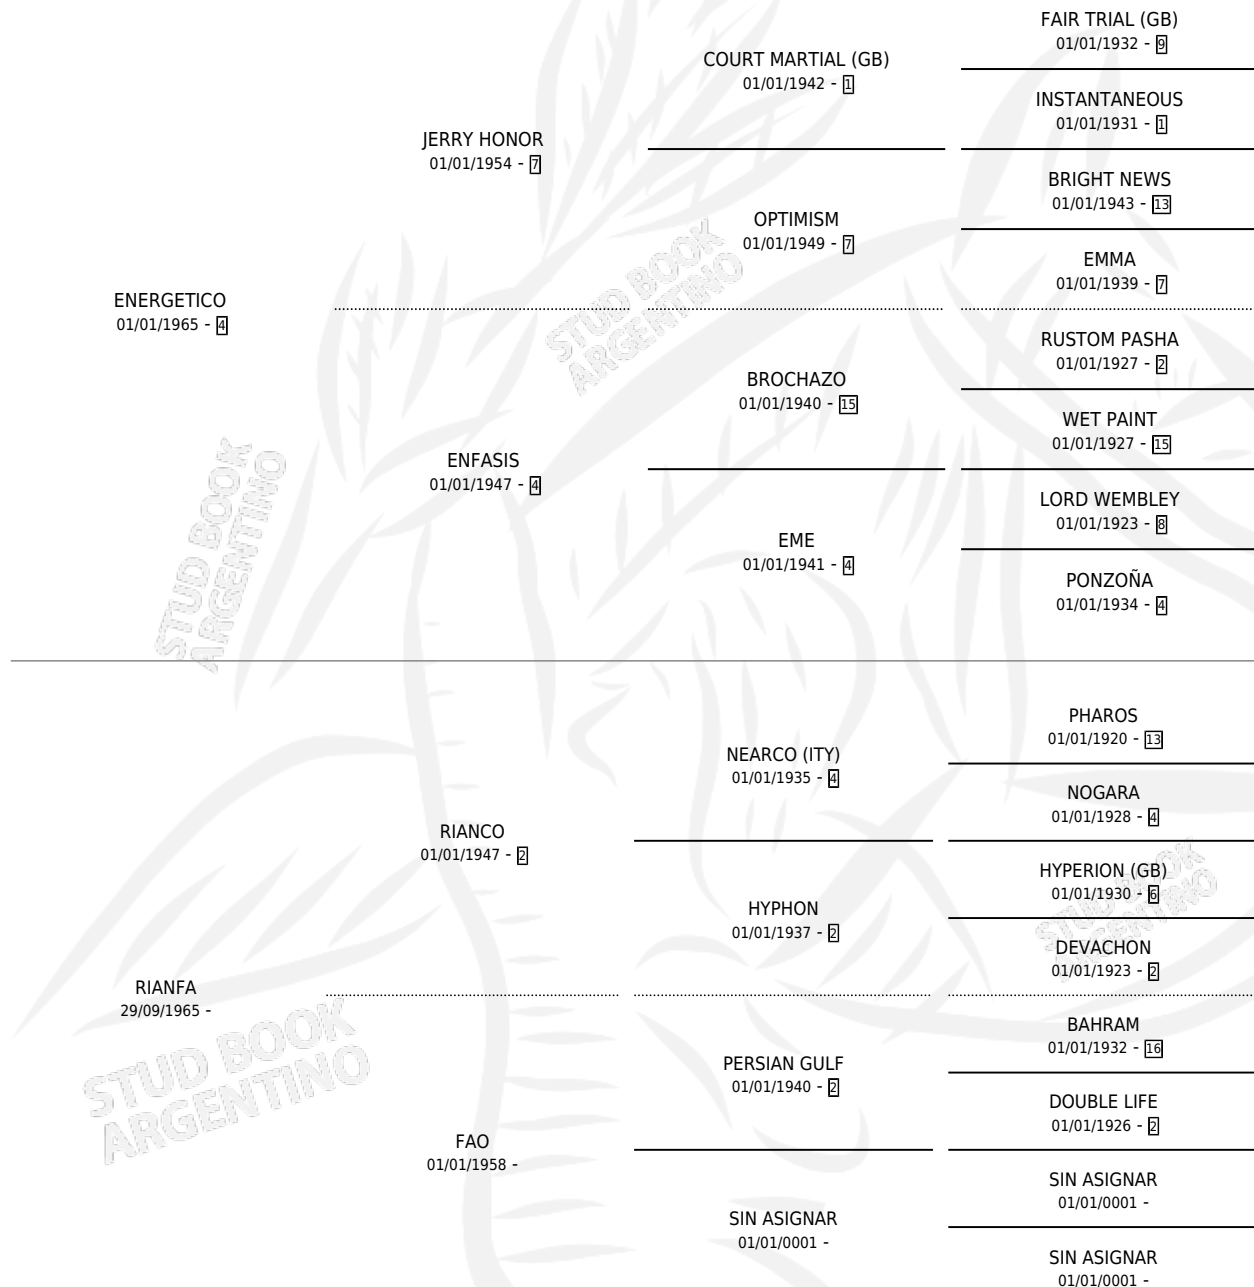 FAIR TRIAL (GB)
01/01/1932 - 9
COURT MARTIAL (GB)
01/01/1942 - 1
INSTANTANEOUS
01/01/1931 - 1
JERRY HONOR
01/01/1954 - 7
BRIGHT NEWS
01/01/1943 - 13
OPTIMISM
01/01/1949 - 7
EMMA
01/01/1939 - 7
ENERGETICO
01/01/1965 - 4
RUSTOM PASHA
01/01/1927 - 2
BROCHAZO
01/01/1940 - 15
WET PAINT
01/01/1927 - 15
ENFASIS
01/01/1947 - 4
LORD WEMBLEY
01/01/1923 - 8
EME
01/01/1941 - 4
PONZOÑA
01/01/1934 - 4
PHAROS
01/01/1920 - 13
NEARCO (ITY)
01/01/1935 - 4
NOGARA
01/01/1928 - 4
RIANCO
01/01/1947 - 2
HYPERION (GB)
01/01/1930 - 6
HYPHON
01/01/1937 - 2
DEVACHON
01/01/1923 - 2
RIANFA
29/09/1965 -
BAHRAM
01/01/1932 - 16
PERSIAN GULF
01/01/1940 - 2
DOUBLE LIFE
01/01/1926 - 2
FAO
01/01/1958 -
SIN ASIGNAR
01/01/0001 -
SIN ASIGNAR
01/01/0001 -
SIN ASIGNAR
01/01/0001 -
STUD BOOK
ARGENTINO
STUD BOOK
ARGENTINO
STUD BOOK
ARGENTINO
STUD BOOK
ARGENTINO